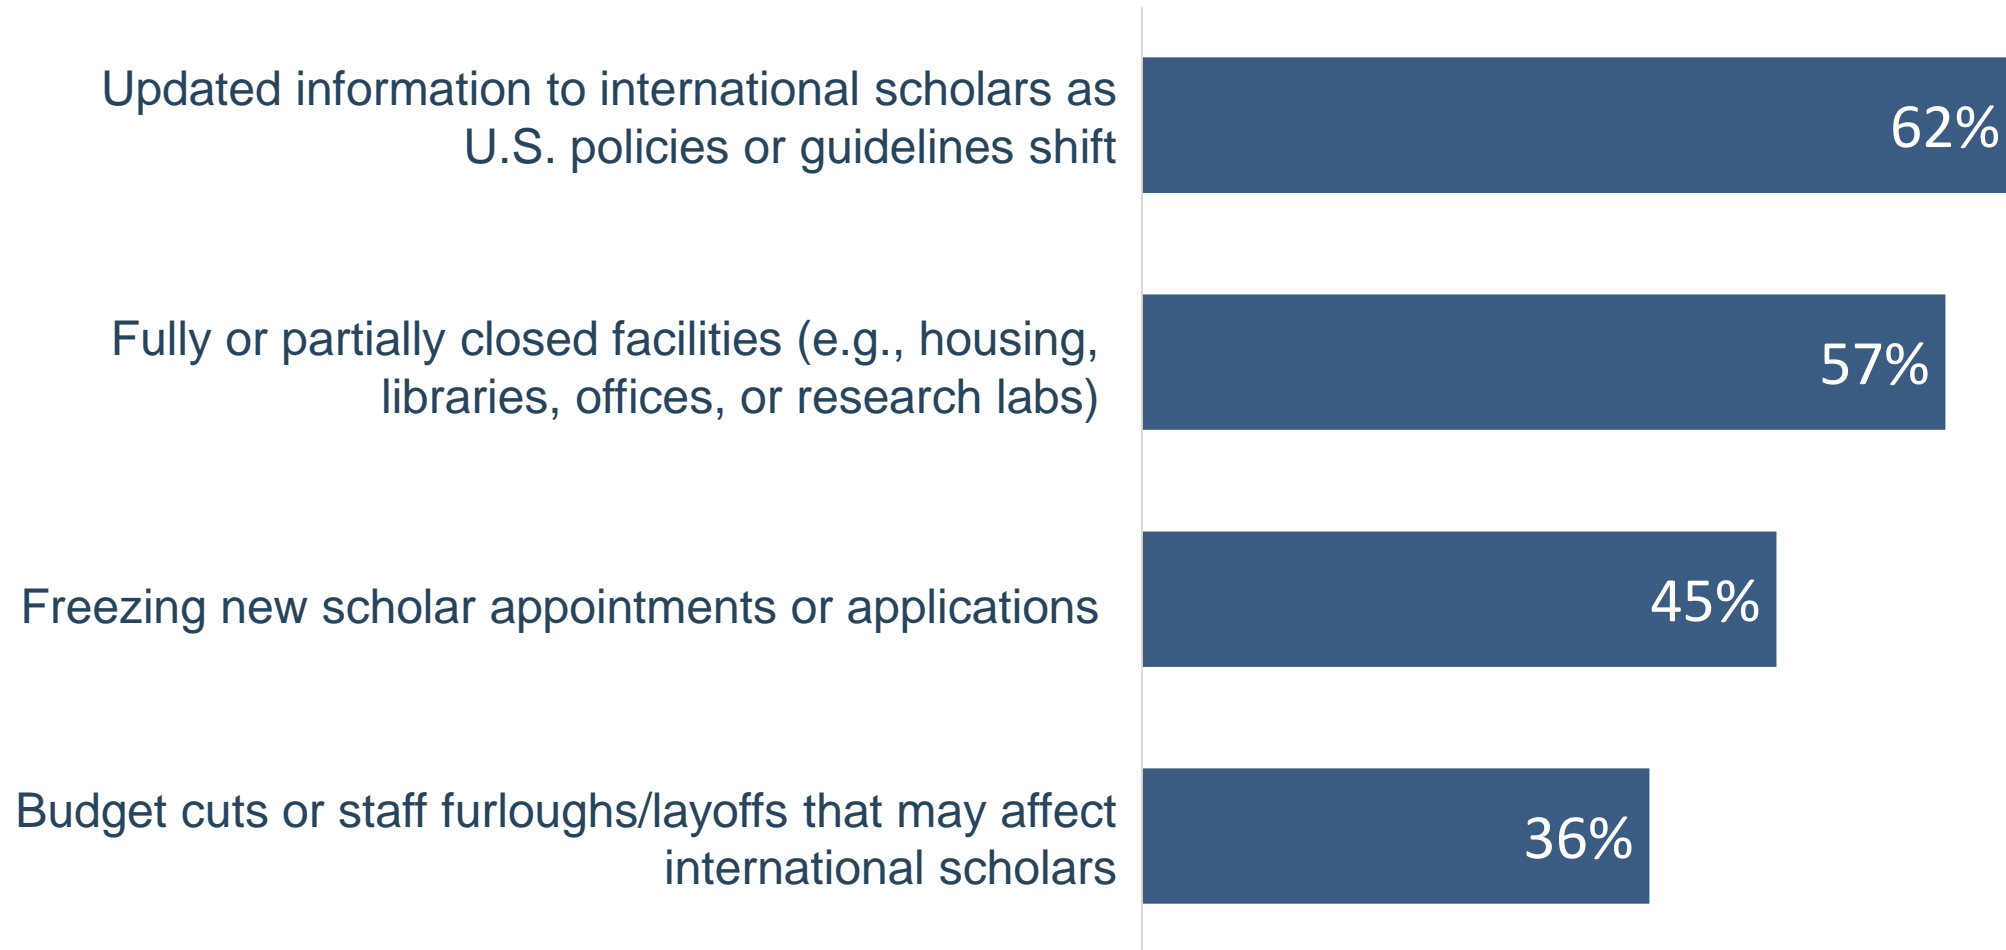 Updated information to international scholars as
U.S. policies or guidelines shift
62%
Fully or partially closed facilities (e.g., housing,
libraries, offices, or research labs)
57%
Freezing new scholar appointments or applications
45%
Budget cuts or staff furloughs/layoffs that may affect
international scholars
36%